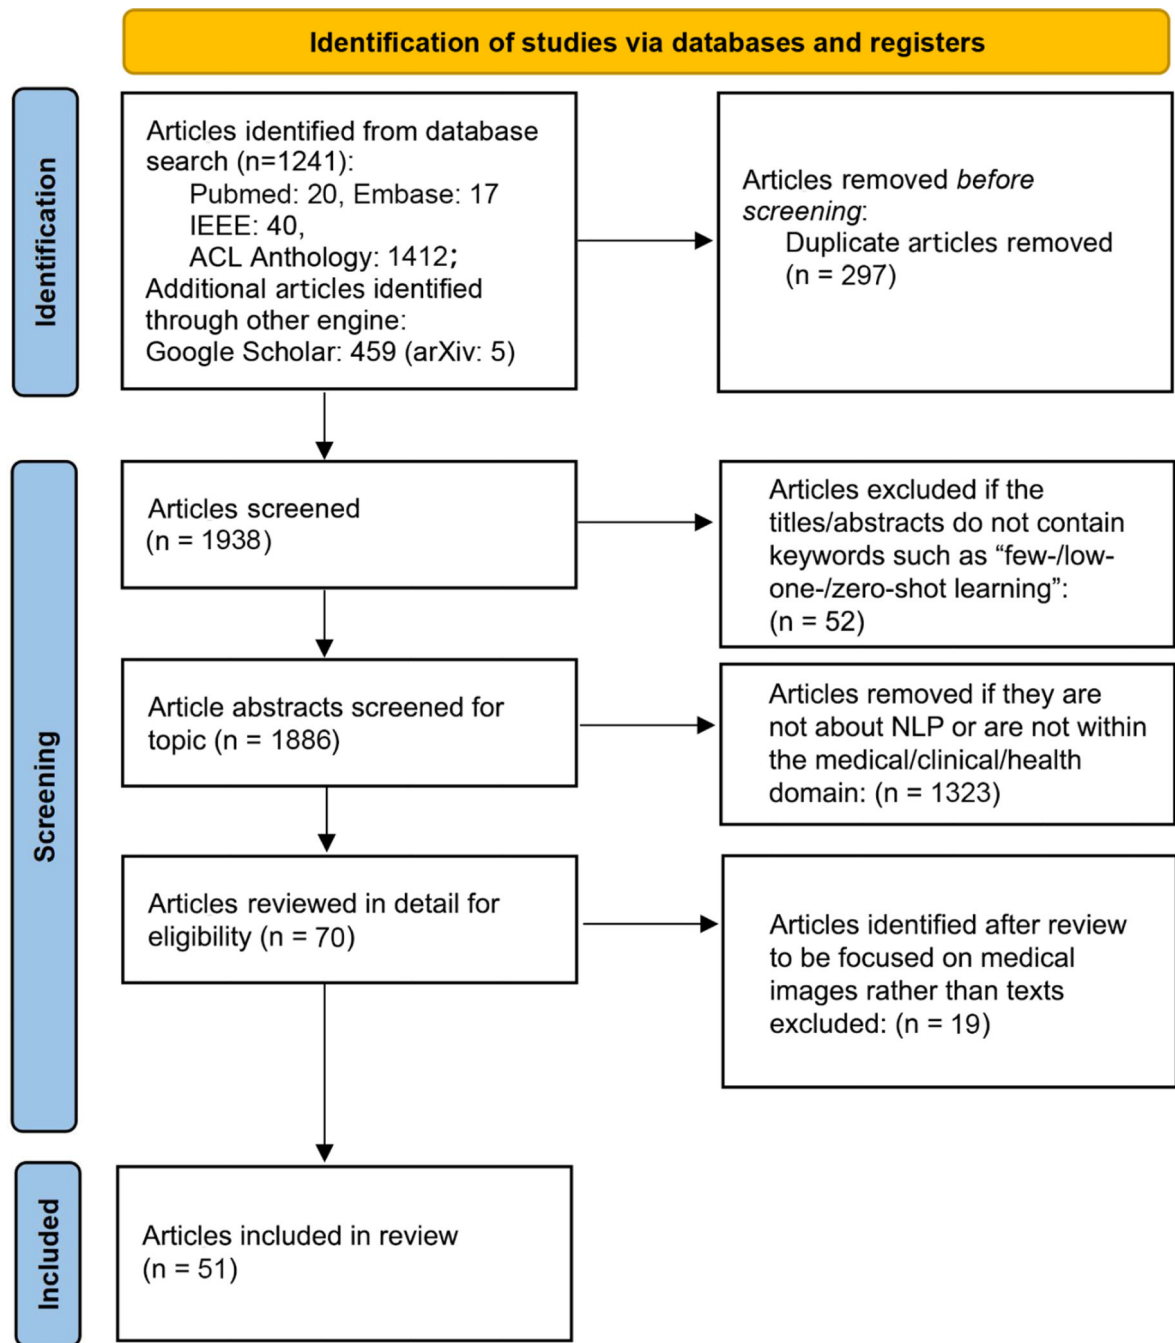 Identification of studies via databases and registers
Identification
Articles identified from database
search (n=1241):
Pubmed: 20, Embase: 17
IEEE: 40,
ACL Anthology: 1412;
Additional articles identified
through other engine:
Google Scholar: 459 (arXiv: 5)
Articles removed before
screening:
Duplicate articles removed
(n = 297)
Screening
Articles screened
(n = 1938)
Articles excluded if the
titles/abstracts do not contain
keywords such as “few-/low-
one-/zero-shot learning”:
(n = 52)
Article abstracts screened for
topic (n = 1886)
Articles removed if they are
not about NLP or are not within
the medical/clinical/health
domain: (n = 1323)
Articles reviewed in detail for
eligibility (n = 70)
Articles identified after review
to be focused on medical
images rather than texts
excluded: (n = 19)
Included
Articles included in review
(n = 51)